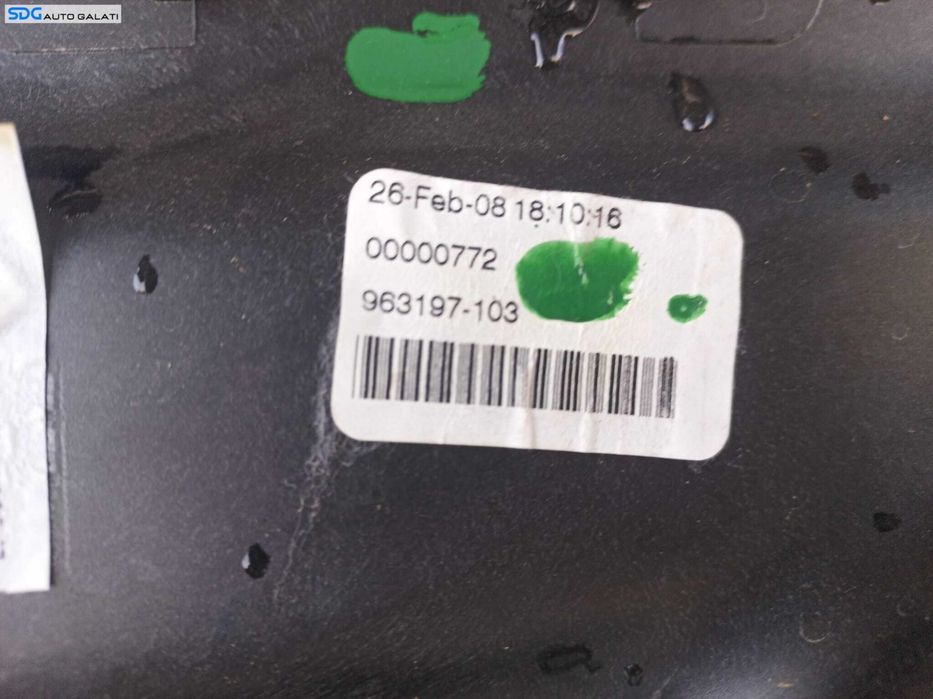 SDG AUTO GALATI
26-Feb-08 18:10:16
00000772
963197-103